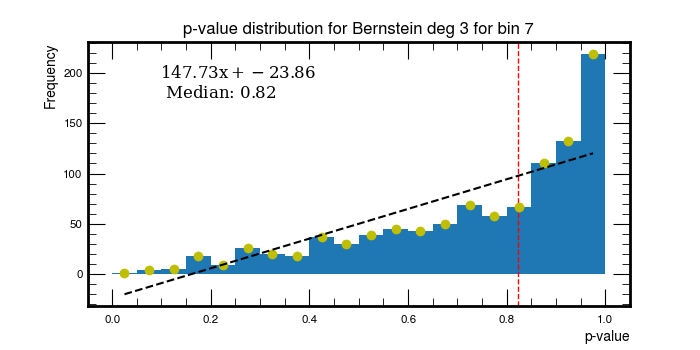 p-value distribution for Bernstein deg 3 for bin 7
Frequency
147.73x + −23.86
Median: 0.82
200
150
100
50
0
0.0 0.2 0.4 0.6 0.8 1.0
p-value